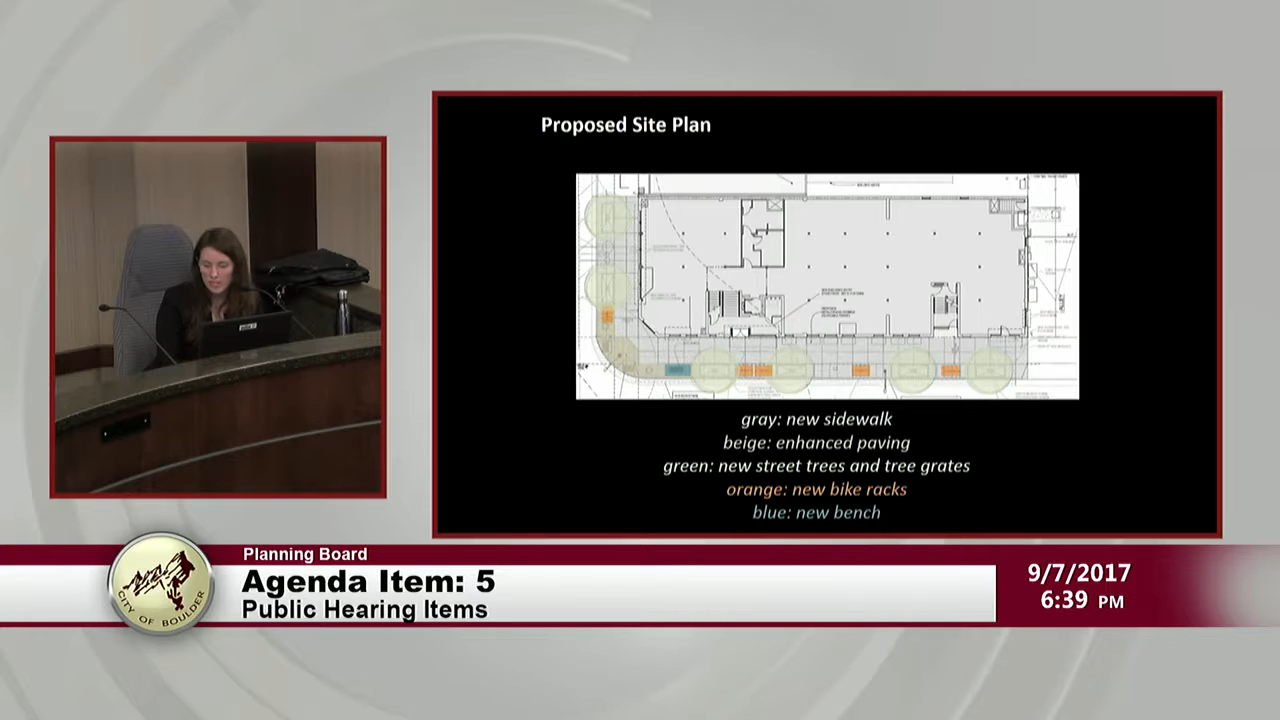 Proposed Site Plan
gray: new sidewalk
beige: enhanced paving
green: new street trees and tree grates
orange: new bike racks
blue: new bench
Planning Board
Agenda Item: 5
Public Hearing Items
CITY OF BOULDER
9/7/2017
6:39 PM